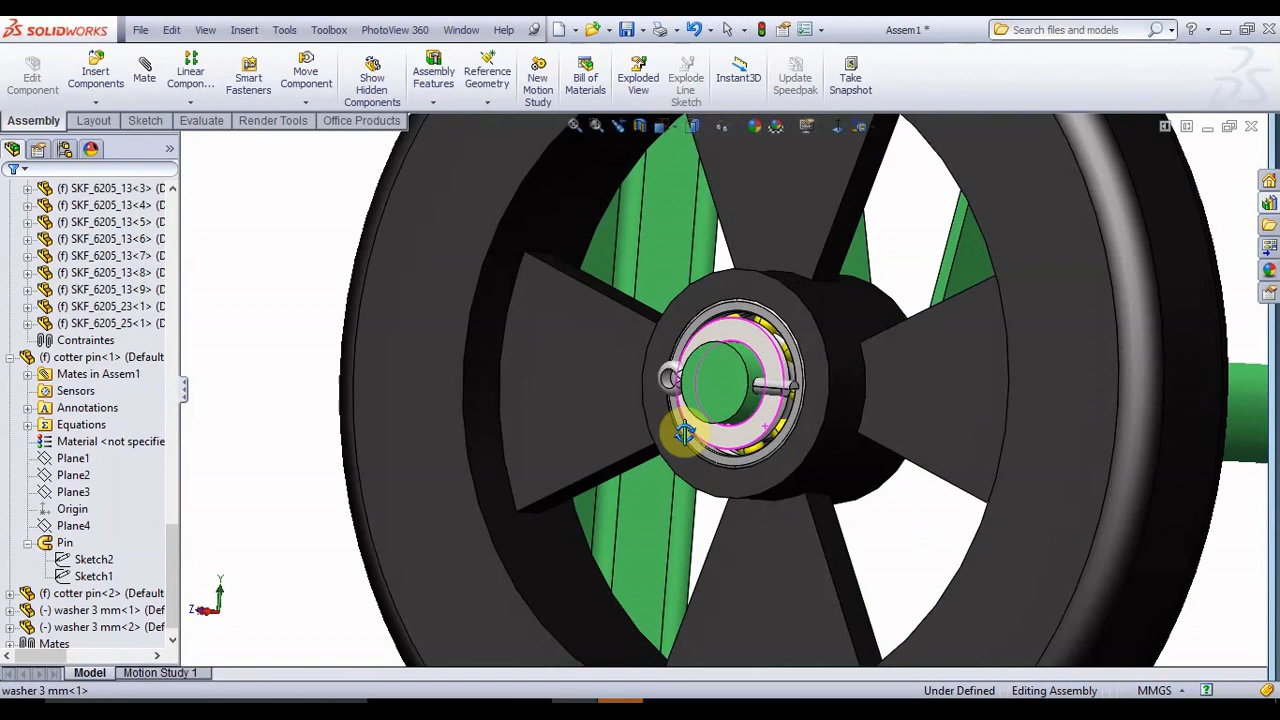 SOLIDWORKS
File Edit View Insert Tools Toolbox PhotoView 360 Window Help
Assem1 *
Search files and models
Edit Component
Insert Components
Mate
Linear Compon...
Smart Fasteners
Move Component
Show Hidden Components
Assembly Features
Reference Geometry
New Motion Study
Bill of Materials
Exploded View
Explode Line Sketch
Instant3D
Update Speedpak
Take Snapshot
Assembly Layout Sketch Evaluate Render Tools Office Products
(f) SKF_6205_13<3> (D
(f) SKF_6205_13<4> (D
(f) SKF_6205_13<5> (D
(f) SKF_6205_13<6> (D
(f) SKF_6205_13<7> (D
(f) SKF_6205_13<8> (D
(f) SKF_6205_13<9> (D
(f) SKF_6205_23<1> (D
(f) SKF_6205_25<1> (D
Contraintes
(f) cotter pin<1> (Default
Mates in Assem1
Sensors
Annotations
Equations
Material <not specifie
Plane1
Plane2
Plane3
Origin
Plane4
Pin
Sketch2
Sketch1
(f) cotter pin<2> (Default
(-) washer 3 mm<1> (Def
(-) washer 3 mm<2> (Def
Mates
Y
Z
Model Motion Study 1
washer 3 mm<1>
Under Defined Editing Assembly MMGS